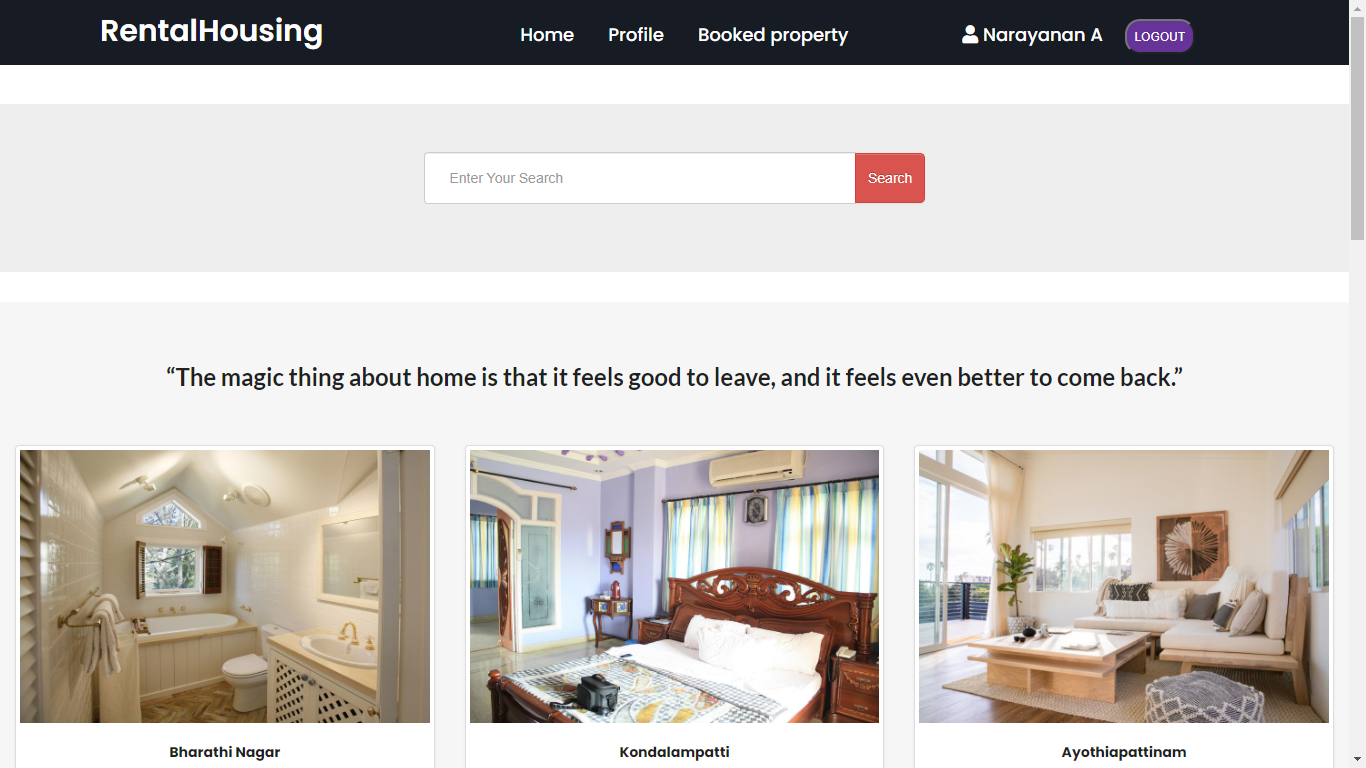 RentalHousing
Home Profile Booked property Narayanan A LOGOUT
Enter Your Search Search
“The magic thing about home is that it feels good to leave, and it feels even better to come back.”
Bharathi Nagar Kondalampatti Ayothiapattinam